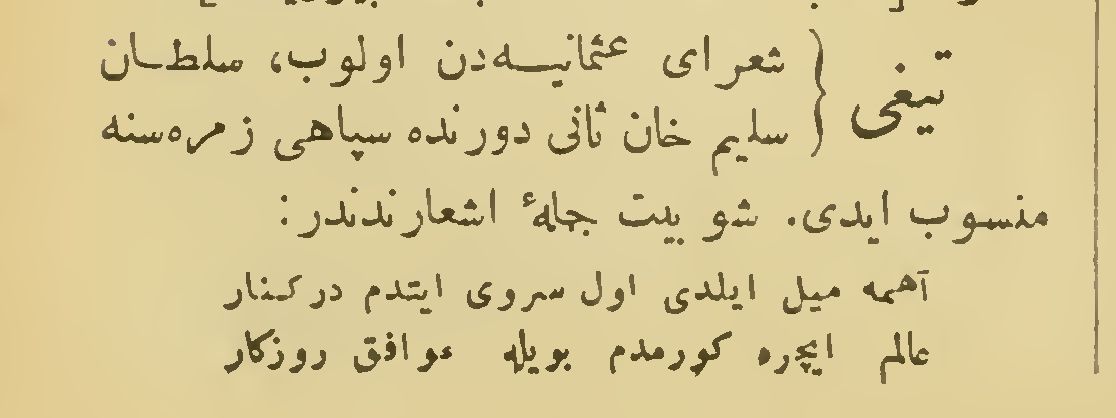 تیغی { شعرای عثمانیه‌دن اولوب، سلطان
سلیم خان ثانی دورنده سپاهی زمره‌سنه
منسوب ایدی. شو بیت جملهٔ اشعارندندر:
آهمه میل ایلدی اول سروی ایتدم درکنار
عالم ایچره کورمدم بویله موافق روزکار